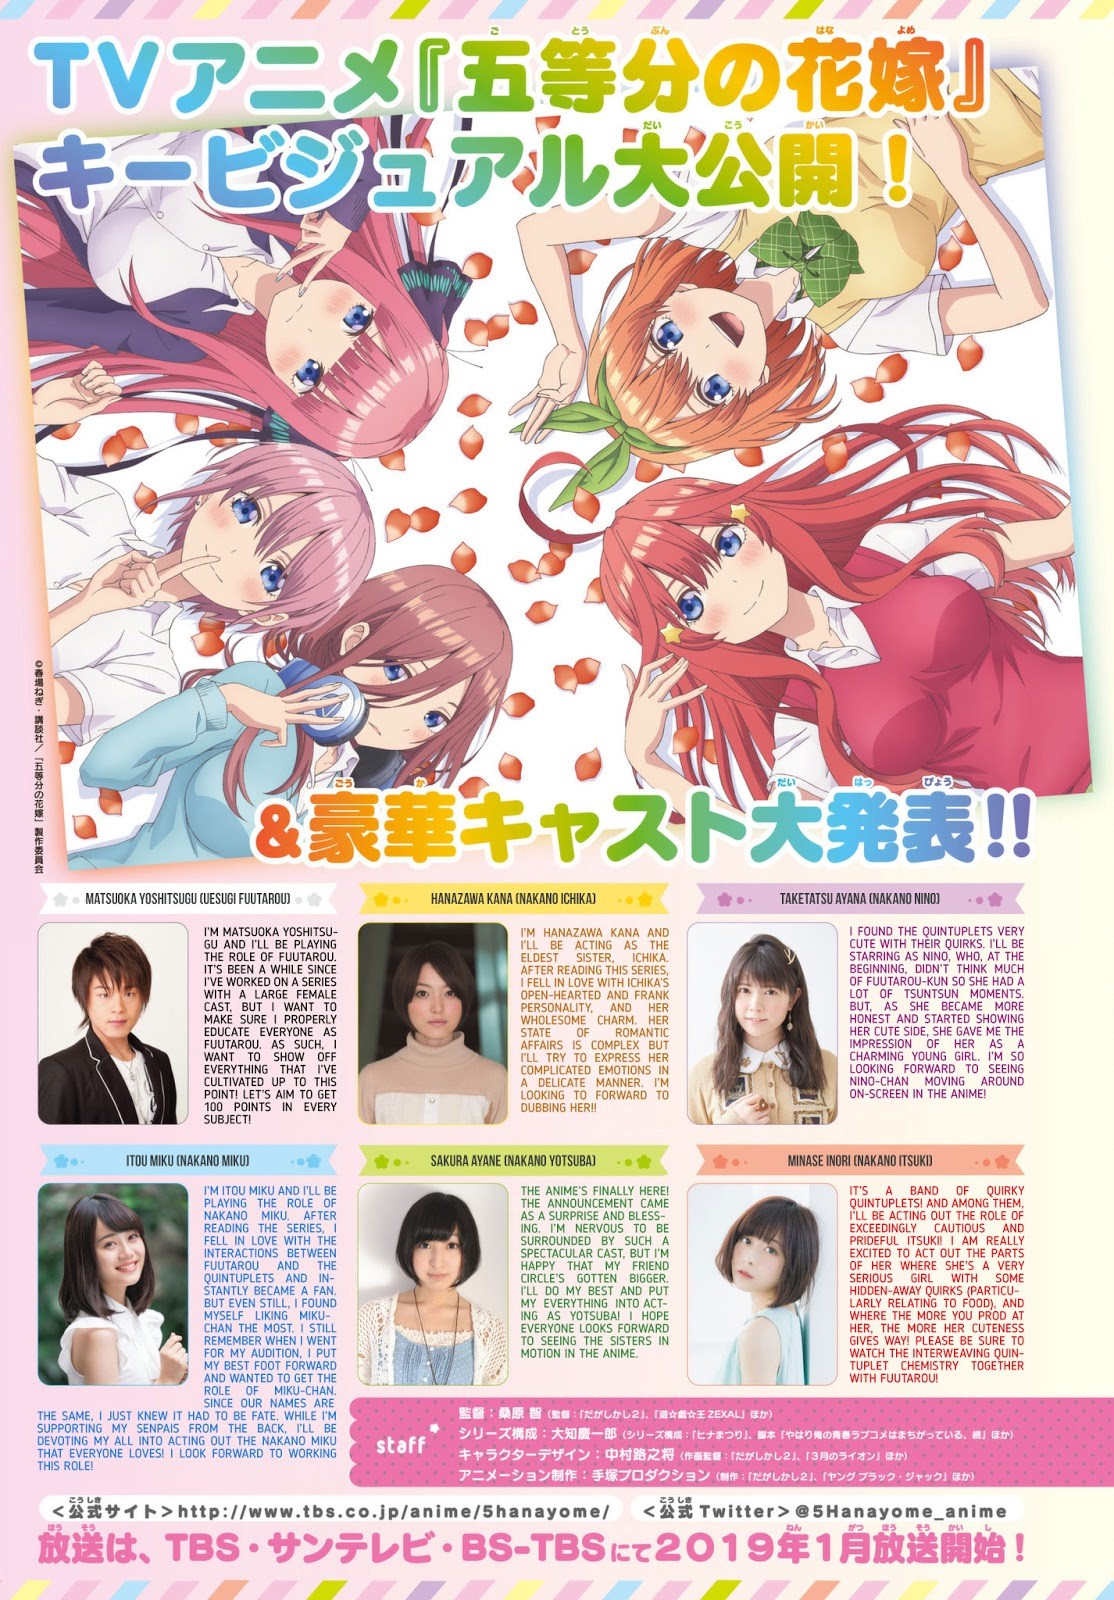 TVアニメ『五等分の花嫁』
キービジュアル大公開！
©春場ねぎ・講談社／「五等分の花嫁」製作委員会
&豪華キャスト大発表!!
MATSUOKA YOSHITSUGU (UESUGI FUUTAROU)
I'M MATSUOKA YOSHITSU-
GU AND I'LL BE PLAYING
THE ROLE OF FUUTAROU.
IT'S BEEN A WHILE SINCE
I'VE WORKED ON A SERIES
WITH A LARGE FEMALE
CAST, BUT I WANT TO
MAKE SURE I PROPERLY
EDUCATE EVERYONE AS
FUUTAROU. AS SUCH, I
WANT TO SHOW OFF
EVERYTHING THAT I'VE
CULTIVATED UP TO THIS
POINT! LET'S AIM TO GET
100 POINTS IN EVERY
SUBJECT!
HANAZAWA KANA (NAKANO ICHIKA)
I'M HANAZAWA KANA AND
I'LL BE ACTING AS THE
ELDEST SISTER, ICHIKA.
AFTER READING THIS SERIES,
I FELL IN LOVE WITH ICHIKA'S
OPEN-HEARTED AND FRANK
PERSONALITY, AND HER
WHOLESOME CHARM. HER
STATE OF ROMANTIC
AFFAIRS IS COMPLEX BUT
I'LL TRY TO EXPRESS HER
COMPLICATED EMOTIONS IN
A DELICATE MANNER. I'M
LOOKING FORWARD TO
DUBBING HER!!
TAKETATSU AYANA (NAKANO NINO)
I FOUND THE QUINTUPLETS VERY
CUTE WITH THEIR QUIRKS. I'LL BE
STARRING AS NINO, WHO, AT THE
BEGINNING, DIDN'T THINK MUCH
OF FUUTAROU-KUN SO SHE HAD A
LOT OF TSUNTSUN MOMENTS.
BUT, AS SHE BECAME MORE
HONEST AND STARTED SHOWING
HER CUTE SIDE, SHE GAVE ME THE
IMPRESSION OF HER AS A
CHARMING YOUNG GIRL. I'M SO
LOOKING FORWARD TO SEEING
NINO-CHAN MOVING AROUND
ON-SCREEN IN THE ANIME!
ITOU MIKU (NAKANO MIKU)
I'M ITOU MIKU AND I'LL BE
PLAYING THE ROLE OF
NAKANO MIKU. AFTER
READING THE SERIES, I
FELL IN LOVE WITH THE
INTERACTIONS BETWEEN
FUUTAROU AND THE
QUINTUPLETS AND IN-
STANTLY BECAME A FAN.
BUT EVEN STILL, I FOUND
MYSELF LIKING MIKU-
CHAN THE MOST. I STILL
REMEMBER WHEN I WENT
FOR MY AUDITION, I PUT
MY BEST FOOT FORWARD
AND WANTED TO GET THE
ROLE OF MIKU-CHAN.
SINCE OUR NAMES ARE
THE SAME, I JUST KNEW IT HAD TO BE FATE. WHILE I'M
SUPPORTING MY SENPAIS FROM THE BACK, I'LL BE
DEVOTING MY ALL INTO ACTING OUT THE NAKANO MIKU
THAT EVERYONE LOVES! I LOOK FORWARD TO WORKING
THIS ROLE!
SAKURA AYANE (NAKANO YOTSUBA)
THE ANIME'S FINALLY HERE!
THE ANNOUNCEMENT CAME
AS A SURPRISE AND BLESS-
ING. I'M NERVOUS TO BE
SURROUNDED BY SUCH A
SPECTACULAR CAST, BUT I'M
HAPPY THAT MY FRIEND
CIRCLE'S GOTTEN BIGGER.
I'LL DO MY BEST AND PUT
MY EVERYTHING INTO ACT-
ING AS YOTSUBA! I HOPE
EVERYONE LOOKS FORWARD
TO SEEING THE SISTERS IN
MOTION IN THE ANIME.
MINASE INORI (NAKANO ITSUKI)
IT'S A BAND OF QUIRKY
QUINTUPLETS! AND AMONG THEM,
I'LL BE ACTING OUT THE ROLE OF
EXCEEDINGLY CAUTIOUS AND
PRIDEFUL ITSUKI! I AM REALLY
EXCITED TO ACT OUT THE PARTS
OF HER WHERE SHE'S A VERY
SERIOUS GIRL WITH SOME
HIDDEN-AWAY QUIRKS (PARTICU-
LARLY RELATING TO FOOD), AND
WHERE THE MORE YOU PROD AT
HER, THE MORE HER CUTENESS
GIVES WAY! PLEASE BE SURE TO
WATCH THE INTERWEAVING QUIN-
TUPLET CHEMISTRY TOGETHER
WITH FUUTAROU!
staff
監督：桑原 智（監督：「だがしかし2」、「遊☆戯☆王 ZEXAL」ほか）
シリーズ構成：大知慶一郎（シリーズ構成：「ヒナまつり」、脚本「やはり俺の青春ラブコメはまちがっている。続」ほか）
キャラクターデザイン：中村路之将（作画監督：「だがしかし2」、「3月のライオン」ほか）
アニメーション制作：手塚プロダクション（制作：「だがしかし2」、「ヤング ブラック・ジャック」ほか）
<公式サイト>http://www.tbs.co.jp/anime/5hanayome/
<公式Twitter>@5Hanayome_anime
放送は、TBS・サンテレビ・BS-TBSにて2019年1月放送開始！